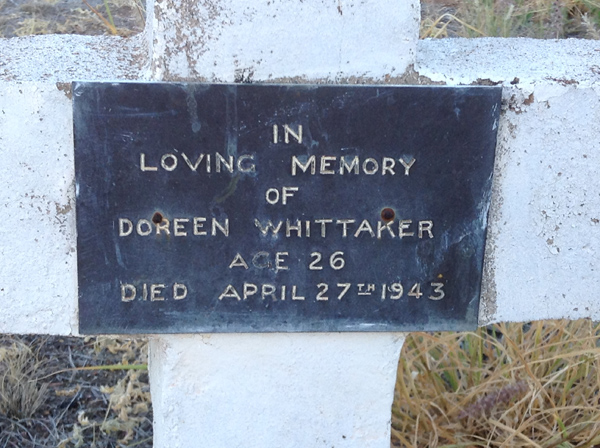 IN
LOVING MEMORY
OF
DOREEN WHITTAKER
AGE 26
DIED APRIL 27TH 1943